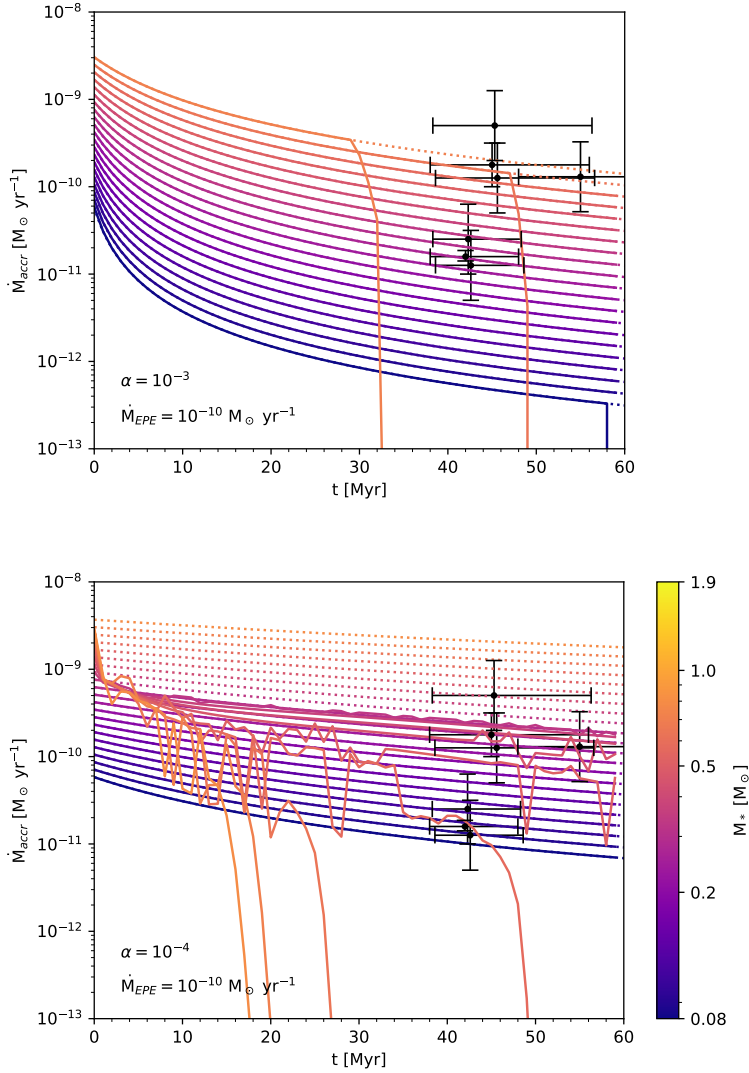 10⁻⁸
10⁻⁹
10⁻¹⁰
10⁻¹¹
10⁻¹²
10⁻¹³
Ṁ_accr [M_⊙ yr⁻¹]
α = 10⁻³
Ṁ_EPE = 10⁻¹⁰ M_⊙ yr⁻¹
0 10 20 30 40 50 60
t [Myr]
10⁻⁸
10⁻⁹
10⁻¹⁰
10⁻¹¹
10⁻¹²
10⁻¹³
Ṁ_accr [M_⊙ yr⁻¹]
α = 10⁻⁴
Ṁ_EPE = 10⁻¹⁰ M_⊙ yr⁻¹
0 10 20 30 40 50 60
t [Myr]
1.9
1.0
0.5
0.2
0.08
M_* [M_⊙]